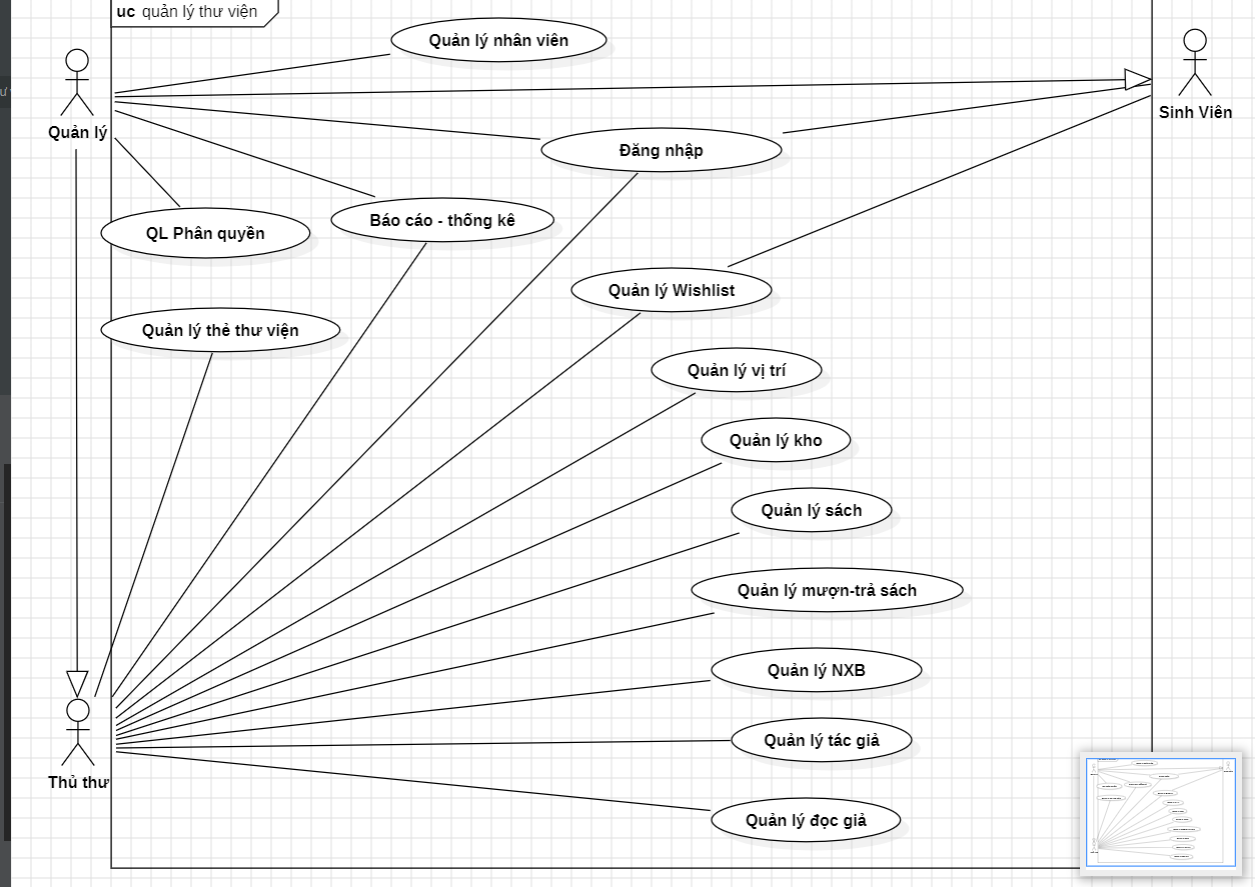 uc quản lý thư viện
Quản lý nhân viên
Quản lý
Sinh Viên
Đăng nhập
Báo cáo - thống kê
QL Phân quyền
Quản lý Wishlist
Quản lý thẻ thư viện
Quản lý vị trí
Quản lý kho
Quản lý sách
Quản lý mượn-trả sách
Quản lý NXB
Quản lý tác giả
Thủ thư
Quản lý đọc giả